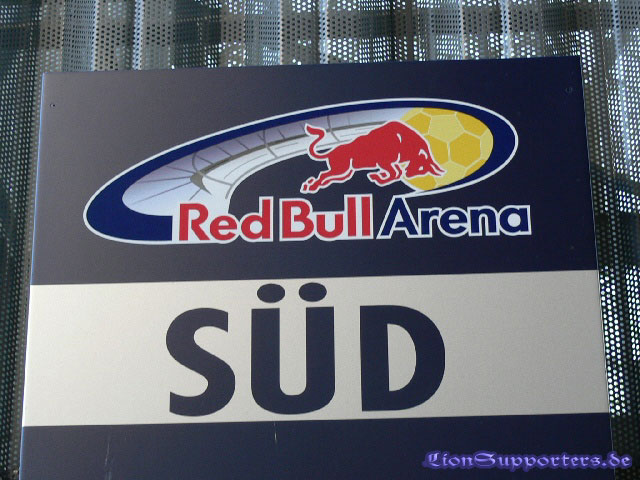 Red Bull Arena
SÜD
LionSupporters.de